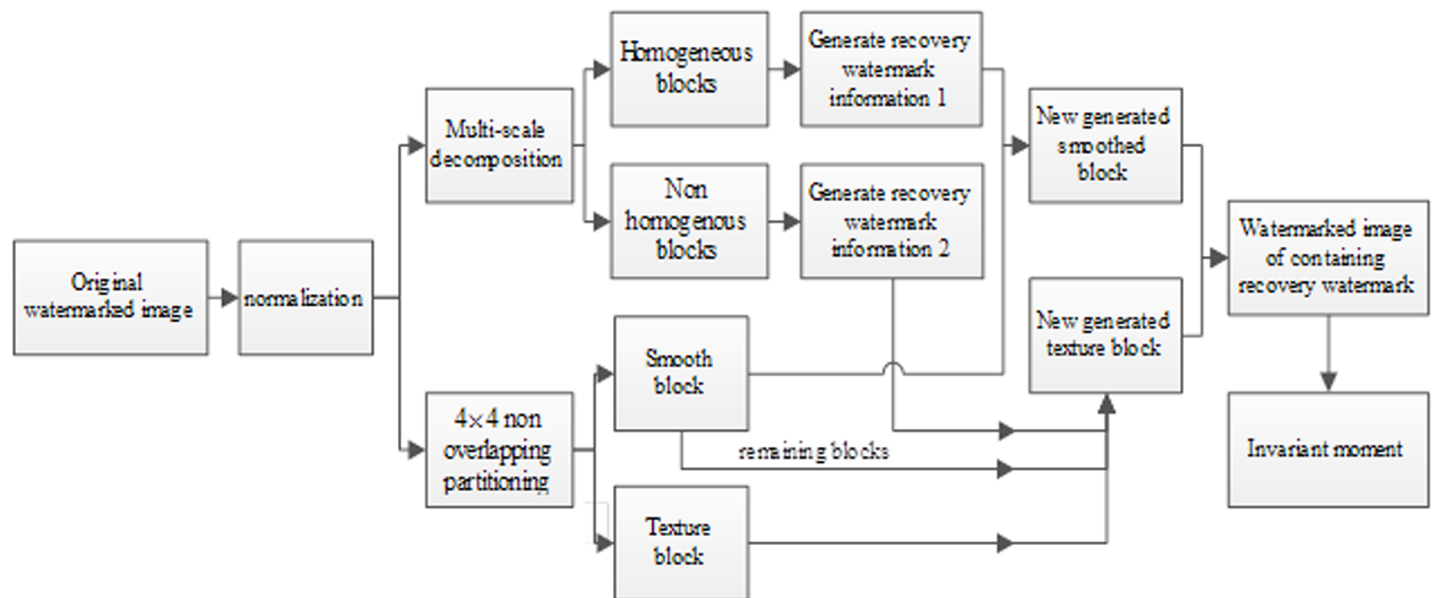 Original
watermarked image
normalization
Multi-scale
decomposition
4×4 non
overlapping
partitioning
Homogeneous
blocks
Non
homogenous
blocks
Smooth
block
Texture
block
Generate recovery
watermark
information 1
Generate recovery
watermark
information 2
remaining blocks
New generated
smoothed
block
New generated
texture block
Watermarked image
of containing
recovery watermark
Invariant moment